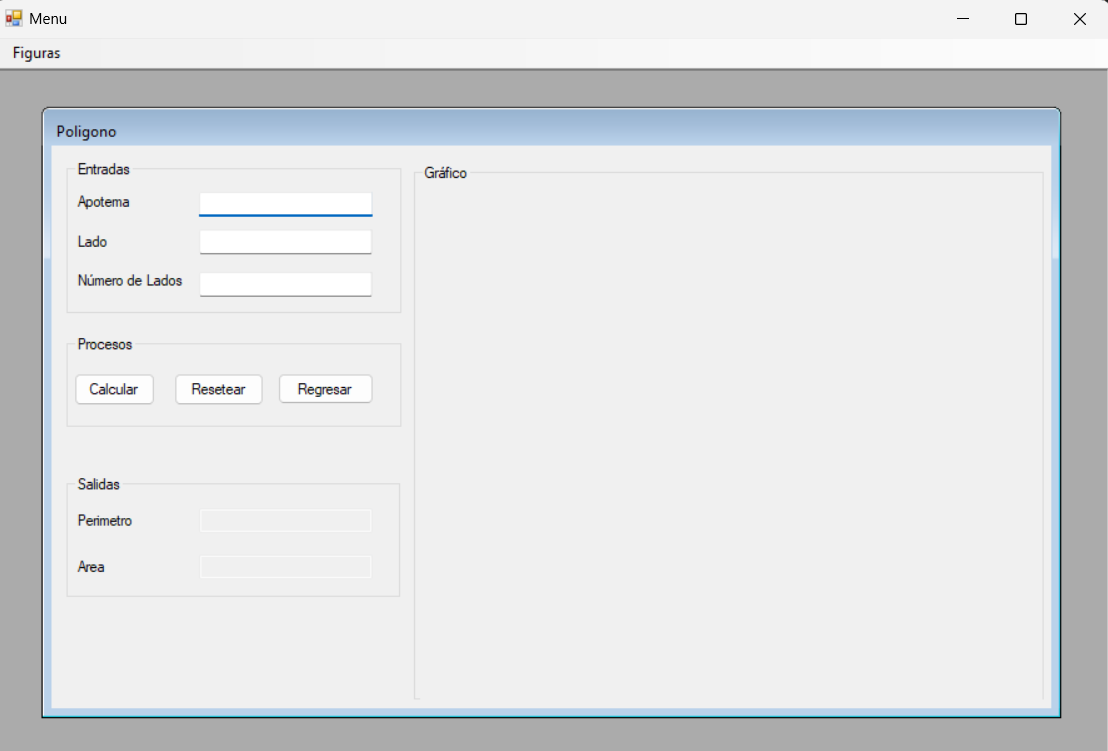 Menu
Figuras
Poligono
Entradas
Apotema
Lado
Número de Lados
Procesos
Calcular Resetear Regresar
Salidas
Perimetro
Area
Gráfico